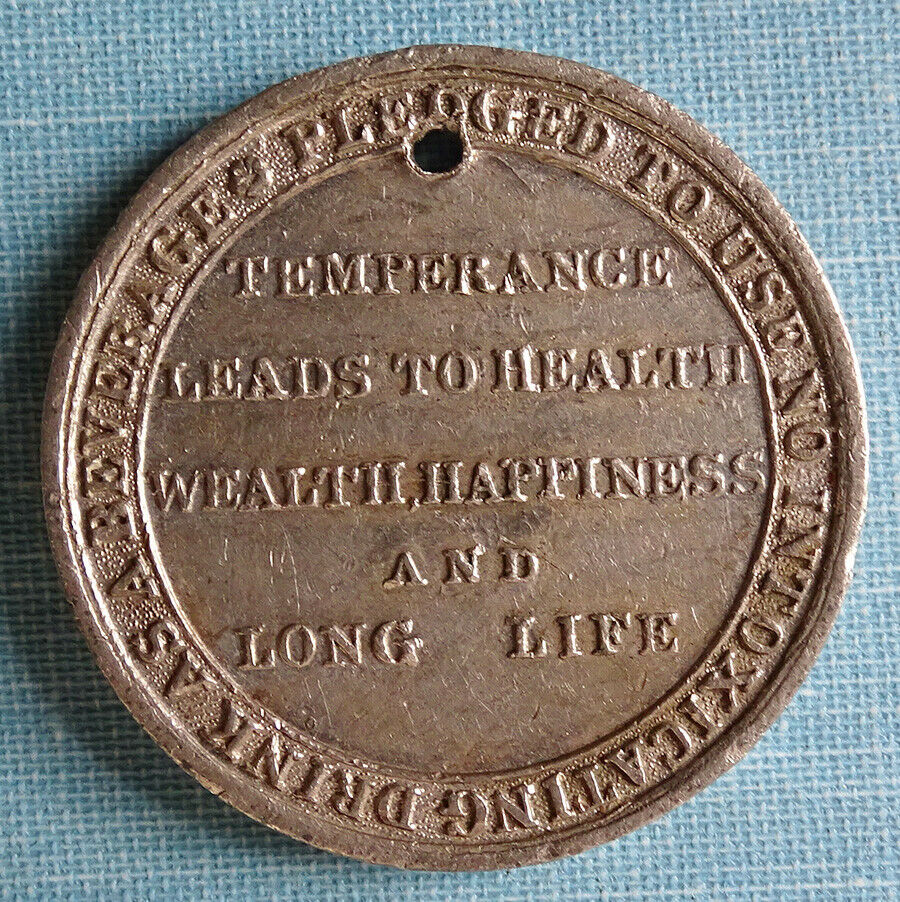 PLEDGED TO USE NO INTOXICATING DRINK AS A BEVERAGE &
TEMPERANCE
LEADS TO HEALTH
WEALTH, HAPPINESS
AND
LONG LIFE